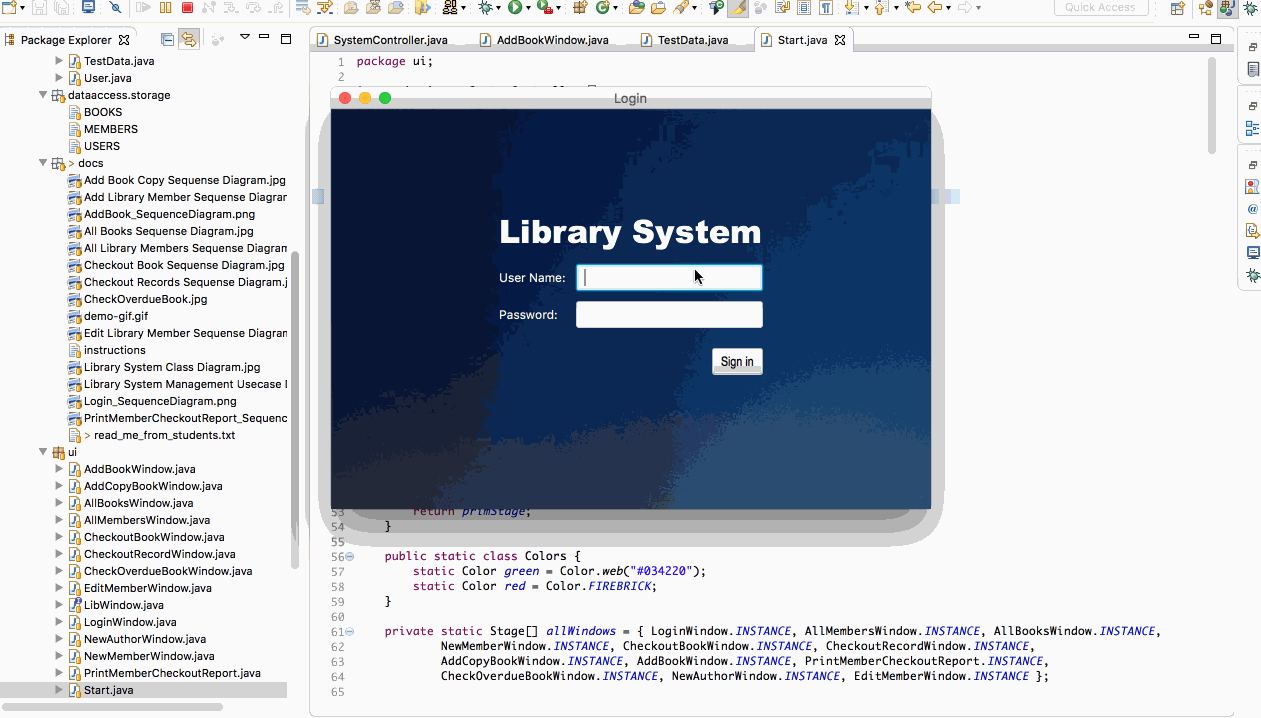 Quick Access
Package Explorer
TestData.java
User.java
dataaccess.storage
BOOKS
MEMBERS
USERS
> docs
Add Book Copy Sequense Diagram.jpg
Add Library Member Sequense Diagram
AddBook_SequenceDiagram.png
All Books Sequense Diagram.jpg
All Library Members Sequense Diagram
Checkout Book Sequense Diagram.jpg
Checkout Records Sequense Diagram.j
CheckOverdueBook.jpg
demo-gif.gif
Edit Library Member Sequense Diagram
instructions
Library System Class Diagram.jpg
Library System Management Usecase
Login_SequenceDiagram.png
PrintMemberCheckoutReport_Sequenc
> read_me_from_students.txt
ui
AddBookWindow.java
AddCopyBookWindow.java
AllBooksWindow.java
AllMembersWindow.java
CheckoutBookWindow.java
CheckoutRecordWindow.java
CheckOverdueBookWindow.java
EditMemberWindow.java
LibWindow.java
LoginWindow.java
NewAuthorWindow.java
NewMemberWindow.java
PrintMemberCheckoutReport.java
Start.java
SystemController.java AddBookWindow.java TestData.java Start.java
1 package ui;
2
Login
Library System
User Name:
Password:
Sign in
53 return primStage;
54 }
55
56 public static class Colors {
57 static Color green = Color.web("#034220");
58 static Color red = Color.FIREBRICK;
59 }
60
61 private static Stage[] allWindows = { LoginWindow.INSTANCE, AllMembersWindow.INSTANCE, AllBooksWindow.INSTANCE,
62 NewMemberWindow.INSTANCE, CheckoutBookWindow.INSTANCE, CheckoutRecordWindow.INSTANCE,
63 AddCopyBookWindow.INSTANCE, AddBookWindow.INSTANCE, PrintMemberCheckoutReport.INSTANCE,
64 CheckOverdueBookWindow.INSTANCE, NewAuthorWindow.INSTANCE, EditMemberWindow.INSTANCE };
65